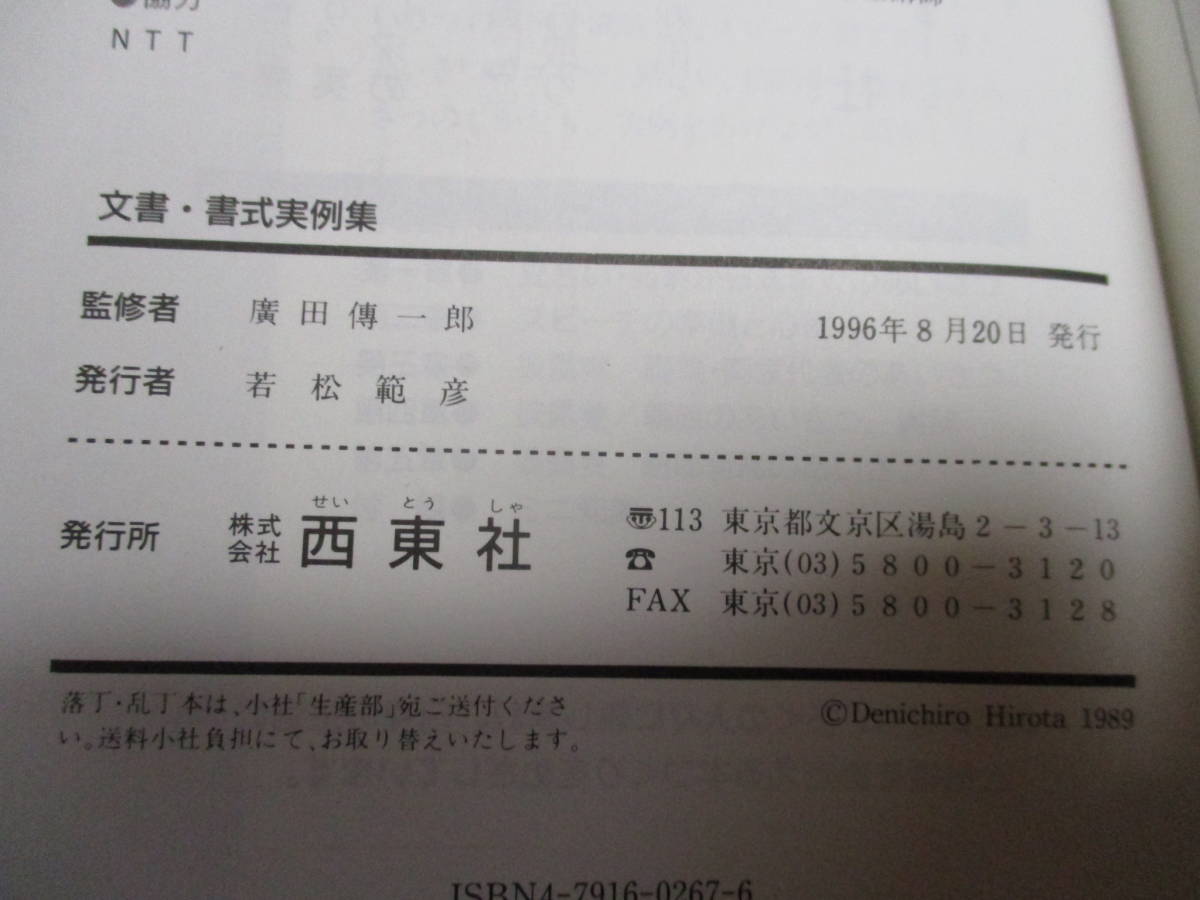 ●協力
NTT
文書・書式実例集
監修者 廣田傳一郎 1996年8月20日 発行
発行者 若松範彦
せい とう しゃ
発行所 株式会社 西東社 〠113 東京都文京区湯島2-3-13
☎ 東京(03)5800-3120
FAX 東京(03)5800-3128
落丁・乱丁本は、小社「生産部」宛ご送付くださ
い。送料小社負担にて、お取り替えいたします。
©Denichiro Hirota 1989
ISBN4-7916-0267-6